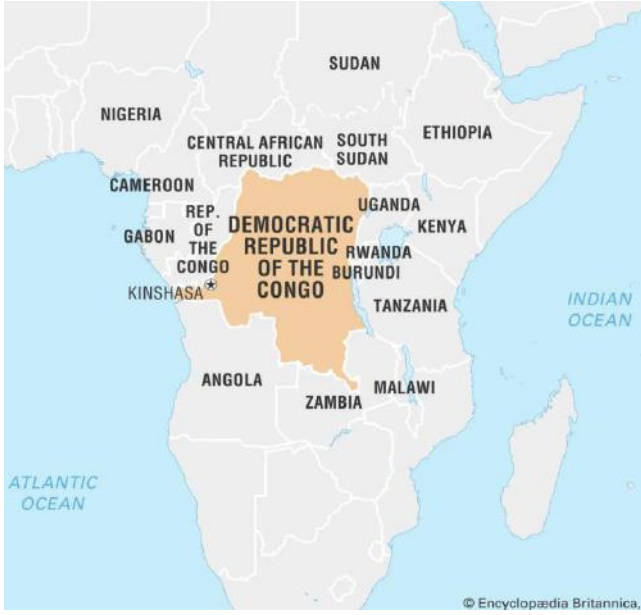 SUDAN
NIGERIA
ETHIOPIA
CENTRAL AFRICAN
REPUBLIC
SOUTH
SUDAN
CAMEROON
UGANDA
KENYA
GABON
REP.
OF
THE
CONGO
DEMOCRATIC
REPUBLIC
OF THE
CONGO
RWANDA
BURUNDI
KINSHASA
TANZANIA
INDIAN
OCEAN
ANGOLA
MALAWI
ZAMBIA
ATLANTIC
OCEAN
© Encyclopædia Britannica,